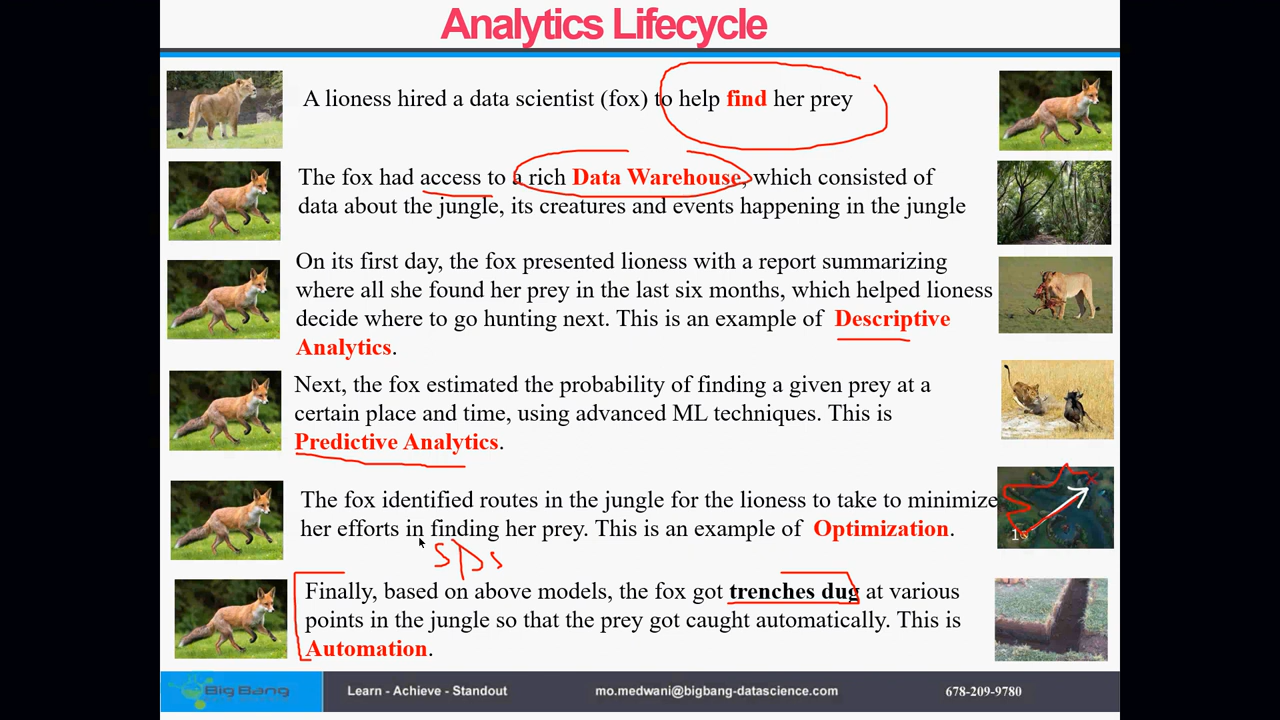 Analytics Lifecycle
A lioness hired a data scientist (fox) to help find her prey
The fox had access to a rich Data Warehouse, which consisted of
data about the jungle, its creatures and events happening in the jungle
On its first day, the fox presented lioness with a report summarizing
where all she found her prey in the last six months, which helped lioness
decide where to go hunting next. This is an example of Descriptive
Analytics.
Next, the fox estimated the probability of finding a given prey at a
certain place and time, using advanced ML techniques. This is
Predictive Analytics.
The fox identified routes in the jungle for the lioness to take to minimize
her efforts in finding her prey. This is an example of Optimization.
Finally, based on above models, the fox got trenches dug at various
points in the jungle so that the prey got caught automatically. This is
Automation.
Big Bang
Learn - Achieve - Standout
mo.medwani@bigbang-datascience.com
678-209-9780